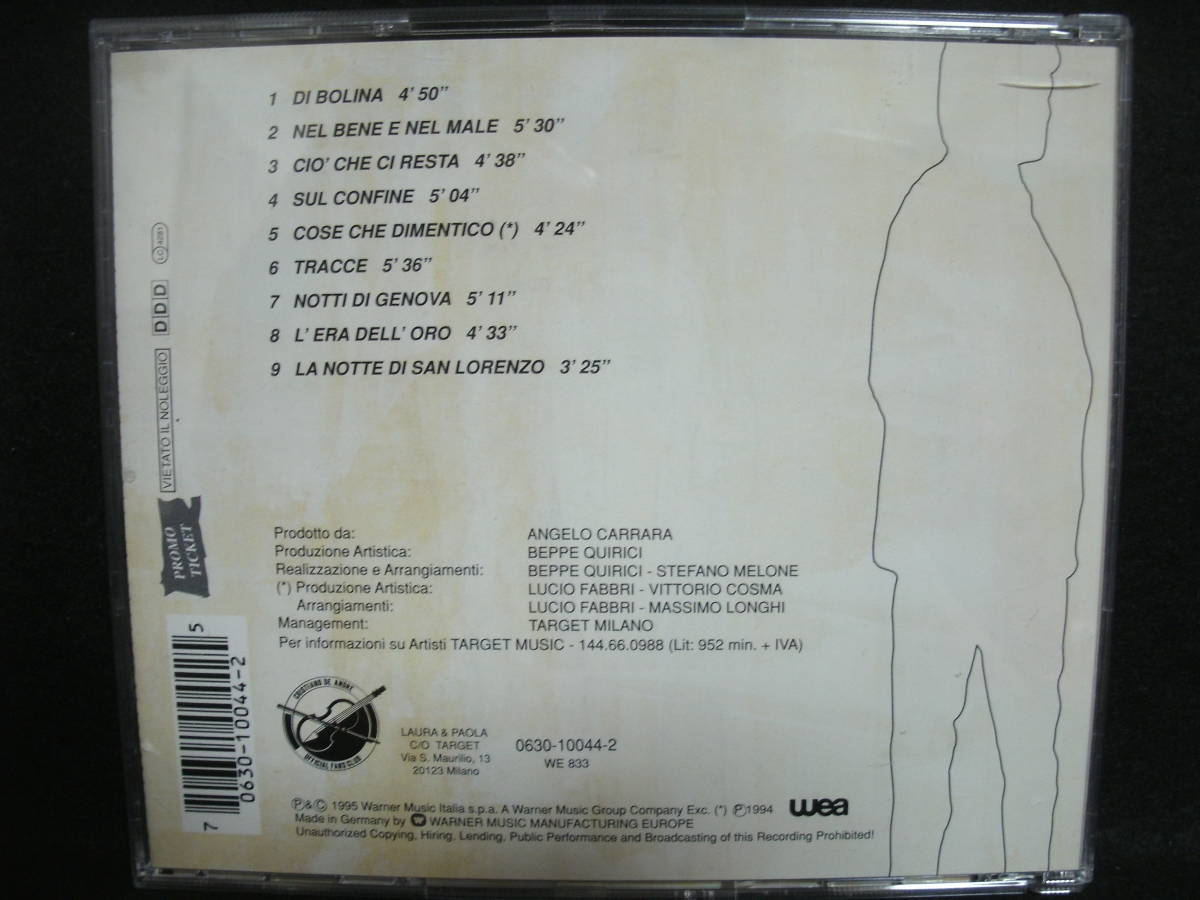 1 DI BOLINA 4' 50"
2 NEL BENE E NEL MALE 5' 30"
3 CIO' CHE CI RESTA 4' 38"
4 SUL CONFINE 5' 04"
5 COSE CHE DIMENTICO (*) 4' 24"
6 TRACCE 5' 36"
7 NOTTI DI GENOVA 5' 11"
8 L' ERA DELL' ORO 4' 33"
9 LA NOTTE DI SAN LORENZO 3' 25"
LC 4281
DDD
VIETATO IL NOLEGGIO
PROMO
TICKET
Prodotto da: ANGELO CARRARA
Produzione Artistica: BEPPE QUIRICI
Realizzazione e Arrangiamenti: BEPPE QUIRICI - STEFANO MELONE
(*) Produzione Artistica: LUCIO FABBRI - VITTORIO COSMA
Arrangiamenti: LUCIO FABBRI - MASSIMO LONGHI
Management: TARGET MILANO
Per informazioni su Artisti TARGET MUSIC - 144.66.0988 (Lit: 952 min. + IVA)
7 0630-10044-2 5
CRISTIANO DE ANDRE'
OFFICIAL FANS CLUB
LAURA & PAOLA
C/O TARGET
Via S. Maurilio, 13
20123 Milano
0630-10044-2
WE 833
℗&© 1995 Warner Music Italia s.p.a. A Warner Music Group Company Exc. (*) ℗1994
wea
Made in Germany by WARNER MUSIC MANUFACTURING EUROPE
Unauthorized Copying, Hiring, Lending, Public Performance and Broadcasting of this Recording Prohibited!